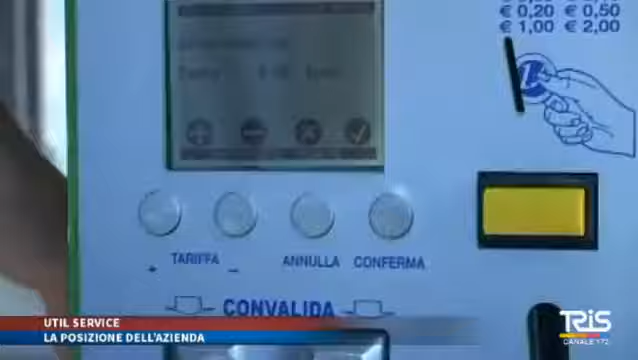 € 0,20 € 0,50
€ 1,00 € 2,00
+ TARIFFA −
ANNULLA CONFERMA
CONVALIDA
UTIL SERVICE
LA POSIZIONE DELL'AZIENDA
TRIS
CANALE 172